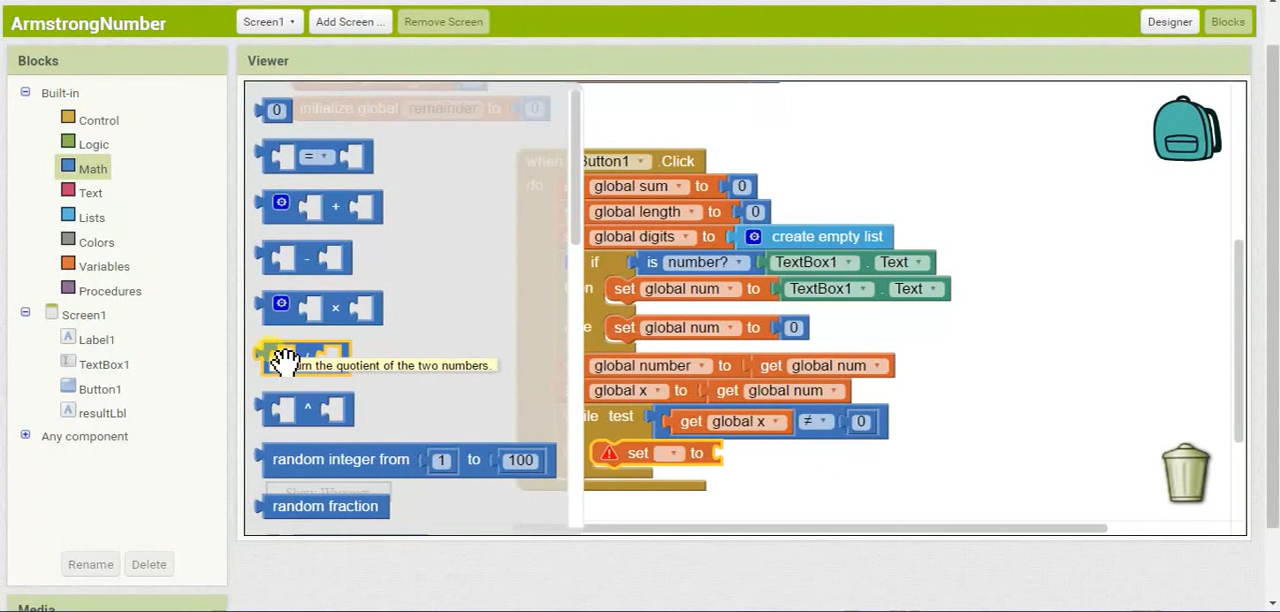 ArmstrongNumber
Screen1
Add Screen ...
Remove Screen
Designer
Blocks
Blocks
Viewer
Built-in
Control
Logic
Math
Text
Lists
Colors
Variables
Procedures
Screen1
Label1
TextBox1
Button1
resultLbl
Any component
Rename
Delete
Media
0
initialize global remainder to 0
=
+
-
×
urn the quotient of the two numbers.
^
random integer from 1 to 100
random fraction
when Button1 .Click
do
global sum to 0
global length to 0
global digits to create empty list
if is number? TextBox1 . Text
set global num to TextBox1 . Text
set global num to 0
global number to get global num
global x to get global num
test get global x ≠ 0
set to